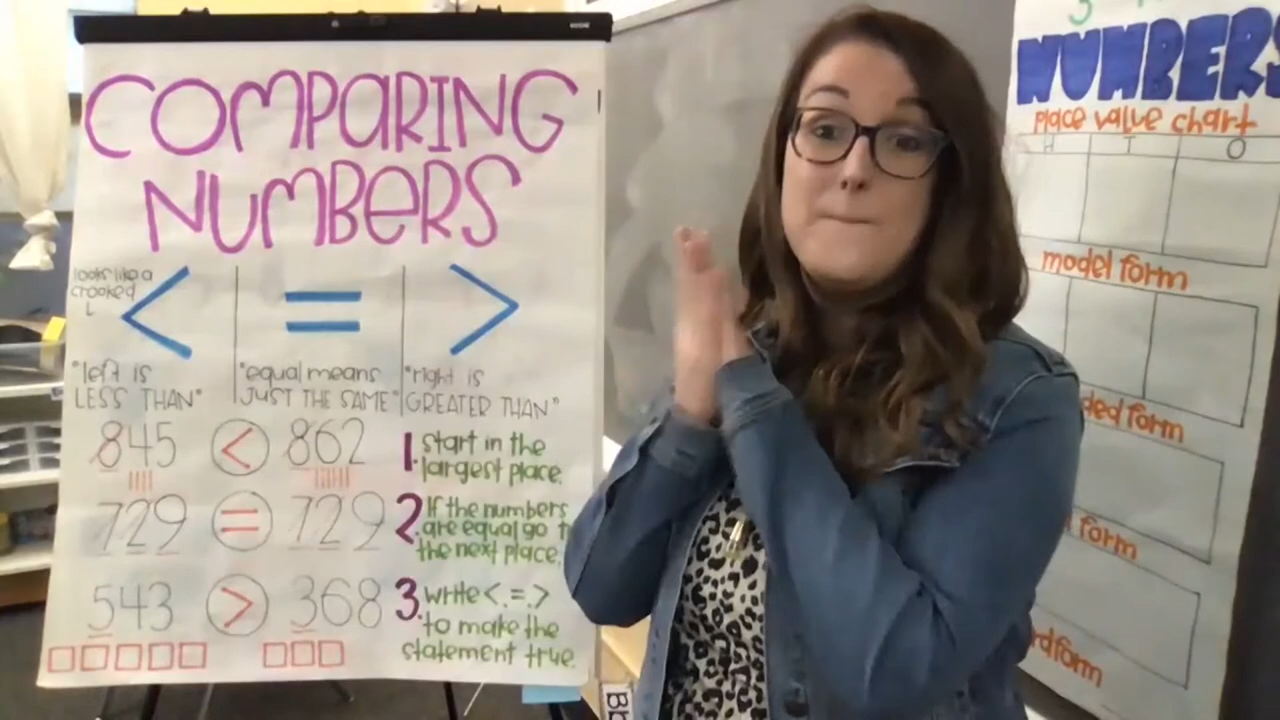 COMPARING
NUMBERS
looks like a
crooked
L
< = >
"left is
LESS THAN"
"equal means
JUST THE SAME"
"right is
GREATER THAN"
845 < 862
729 = 729
543 > 368
1. Start in the
largest place.
2. If the numbers
are equal go
the next place.
3. write <, =, >
to make the
statement true.
NUMBERS
place value chart
H T O
model form
form
form
form